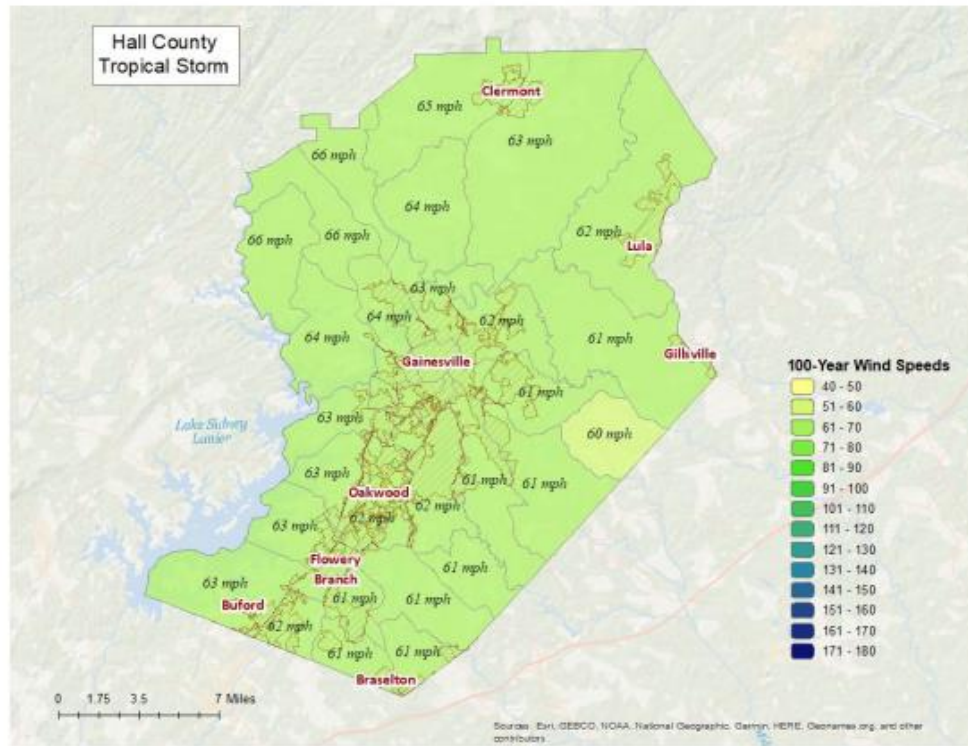 Hall County
Tropical Storm
Clermont
65 mph
63 mph
66 mph
64 mph
66 mph
66 mph
62 mph
Lula
63 mph
64 mph
62 mph
64 mph
61 mph
Gainesville
Gillsville
61 mph
63 mph
60 mph
Lake Sidney
Lanier
63 mph
61 mph
61 mph
Oakwood
62 mph
62 mph
63 mph
Flowery
Branch
61 mph
63 mph
61 mph
61 mph
Buford
62 mph
61 mph
61 mph
Braselton
100-Year Wind Speeds
40 - 50
51 - 60
61 - 70
71 - 80
81 - 90
91 - 100
101 - 110
111 - 120
121 - 130
131 - 140
141 - 150
151 - 160
161 - 170
171 - 180
0 1.75 3.5 7 Miles
Sources: Esri, GEBCO, NOAA, National Geographic, Garmin, HERE, Geonames.org, and other
contributors